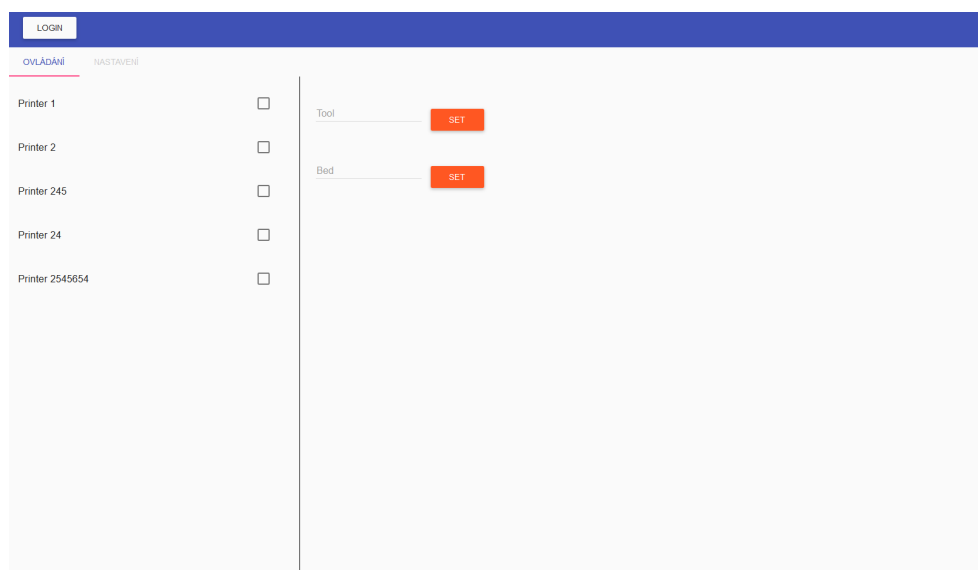 LOGIN
OVLÁDÁNÍ NASTAVENÍ
Printer 1
Printer 2
Printer 245
Printer 24
Printer 2545654
Tool SET
Bed SET